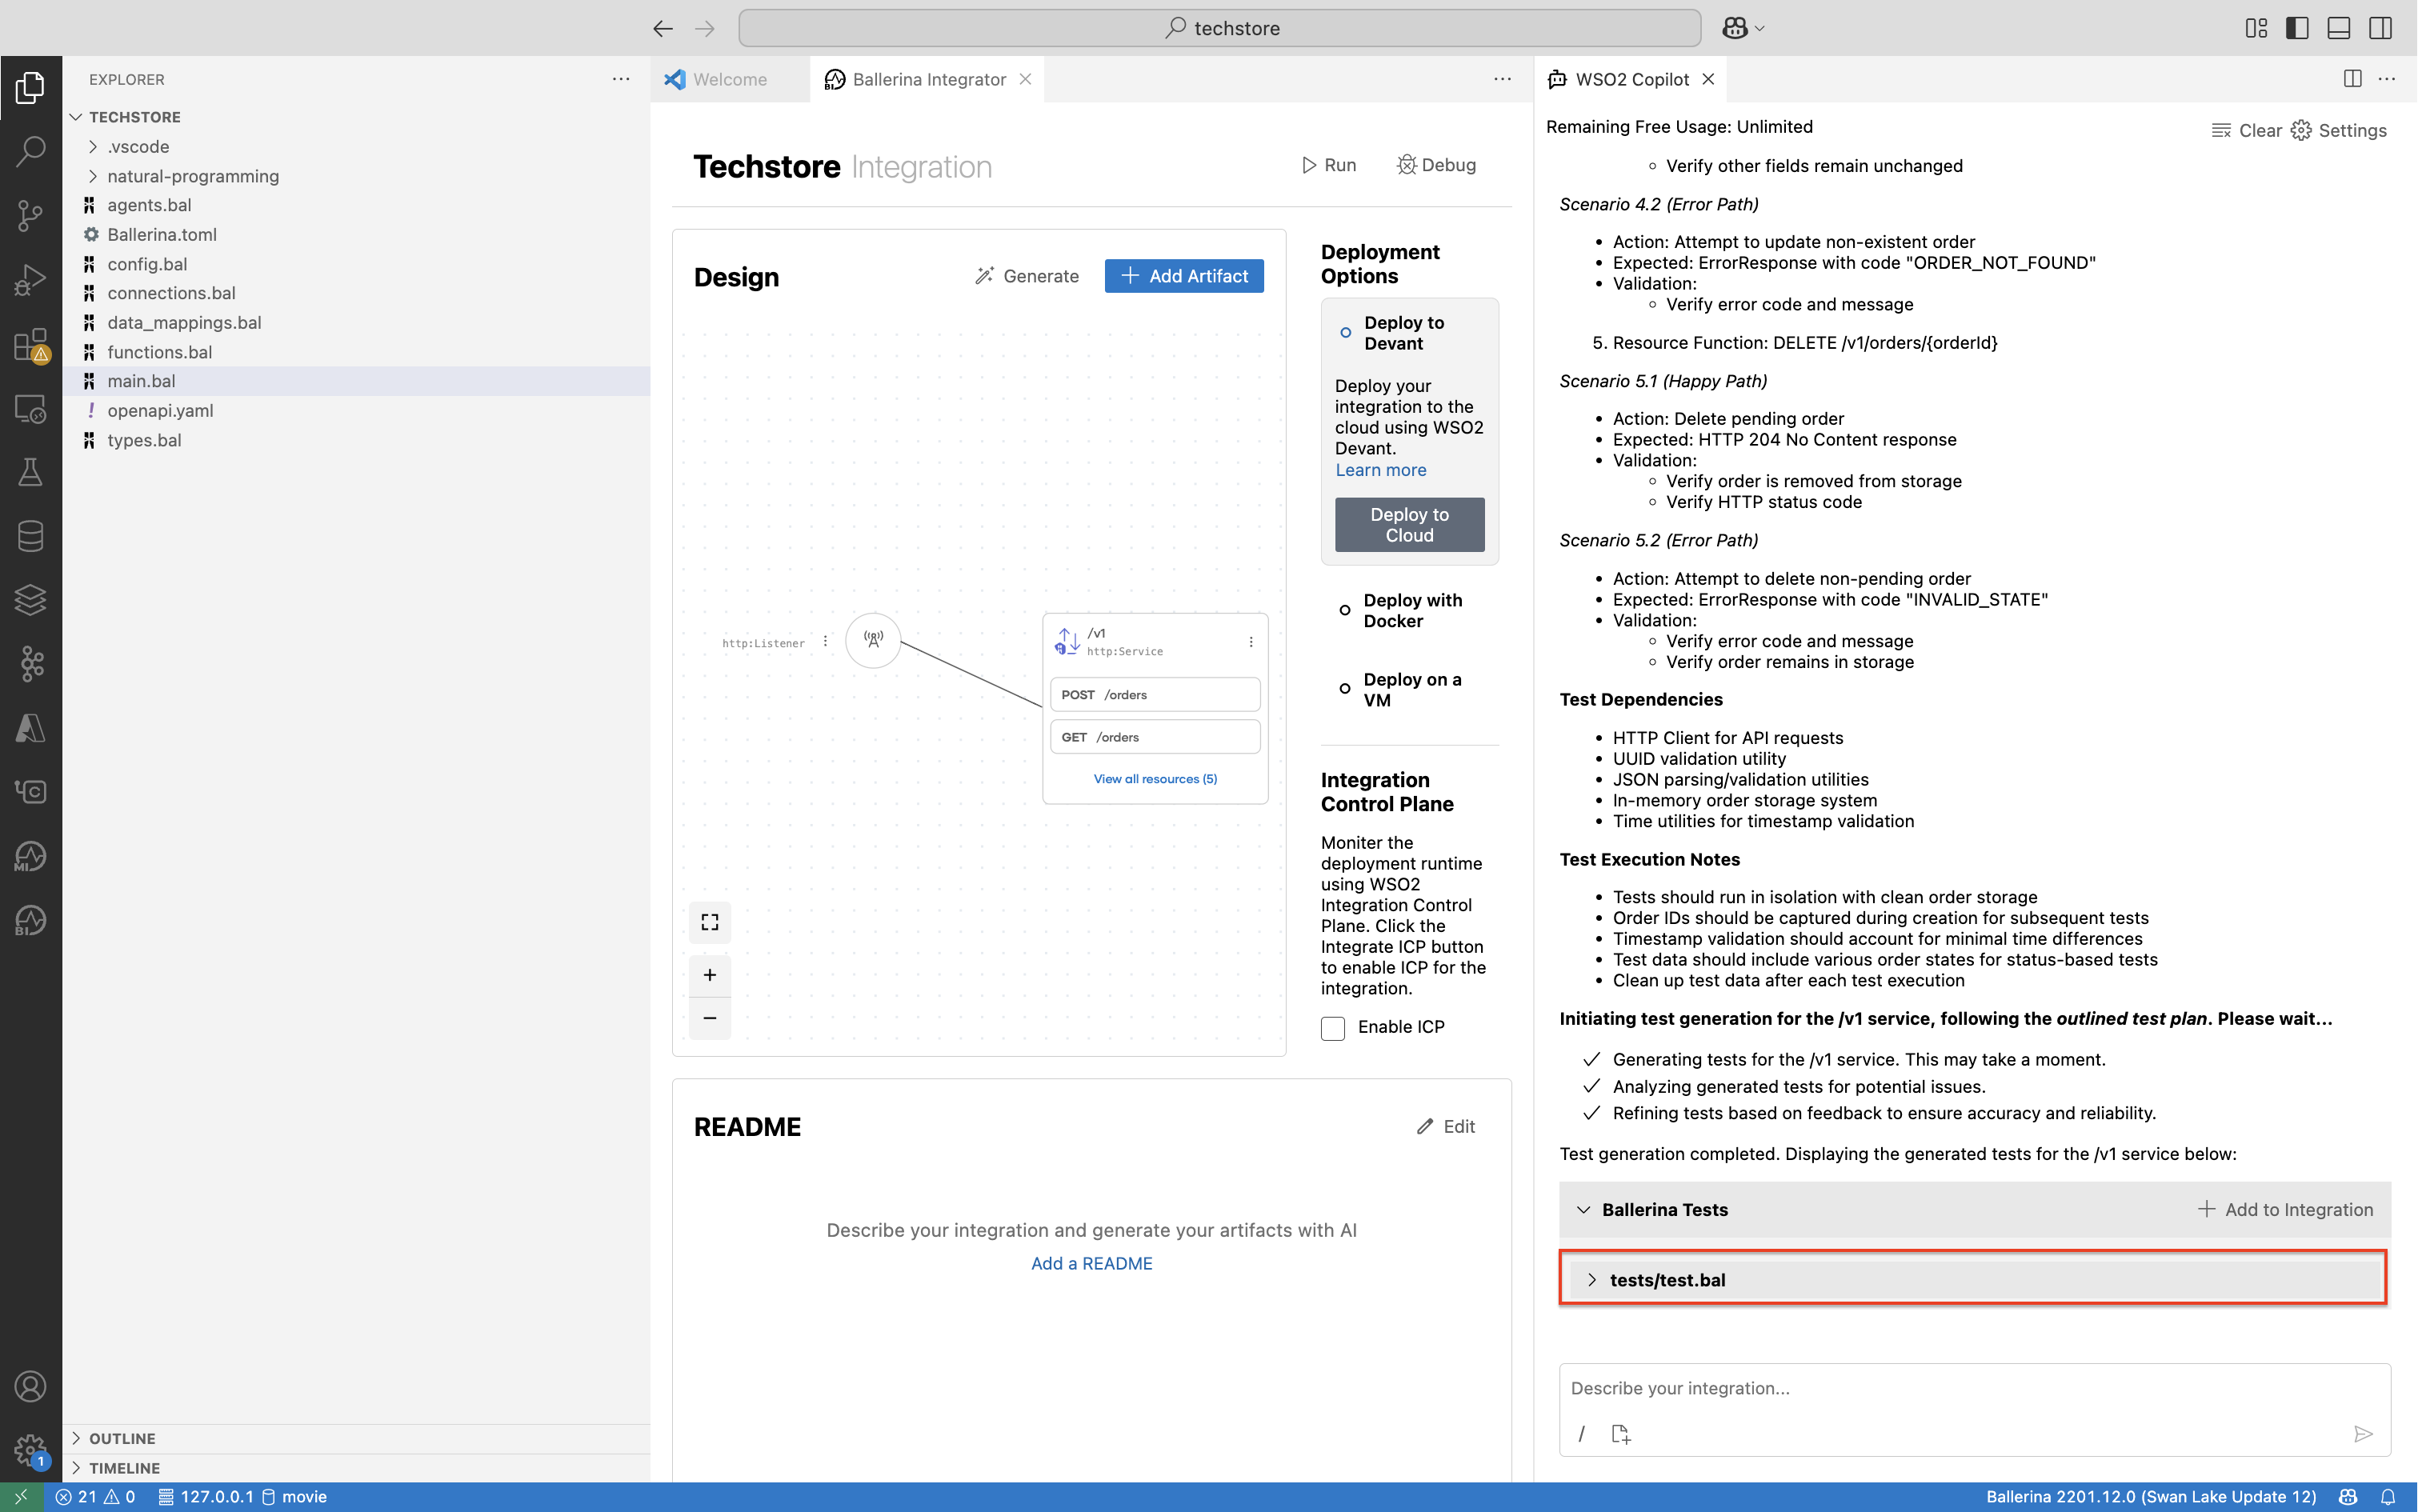 techstore
EXPLORER
TECHSTORE
.vscode
natural-programming
agents.bal
Ballerina.toml
config.bal
connections.bal
data_mappings.bal
functions.bal
main.bal
! openapi.yaml
types.bal
OUTLINE
TIMELINE
MI
BI
1
Welcome
Ballerina Integrator
Techstore Integration
Run
Debug
Design
Generate
Add Artifact
http:Listener
/v1
http:Service
POST /orders
GET /orders
View all resources (5)
Deployment
Options
Deploy to
Devant
Deploy your
integration to the
cloud using WSO2
Devant.
Learn more
Deploy to
Cloud
Deploy with
Docker
Deploy on a
VM
Integration
Control Plane
Moniter the
deployment runtime
using WSO2
Integration Control
Plane. Click the
Integrate ICP button
to enable ICP for the
integration.
Enable ICP
README
Edit
Describe your integration and generate your artifacts with AI
Add a README
WSO2 Copilot
Remaining Free Usage: Unlimited
Clear
Settings
Verify other fields remain unchanged
Scenario 4.2 (Error Path)
Action: Attempt to update non-existent order
Expected: ErrorResponse with code "ORDER_NOT_FOUND"
Validation:
Verify error code and message
5. Resource Function: DELETE /v1/orders/{orderId}
Scenario 5.1 (Happy Path)
Action: Delete pending order
Expected: HTTP 204 No Content response
Validation:
Verify order is removed from storage
Verify HTTP status code
Scenario 5.2 (Error Path)
Action: Attempt to delete non-pending order
Expected: ErrorResponse with code "INVALID_STATE"
Validation:
Verify error code and message
Verify order remains in storage
Test Dependencies
HTTP Client for API requests
UUID validation utility
JSON parsing/validation utilities
In-memory order storage system
Time utilities for timestamp validation
Test Execution Notes
Tests should run in isolation with clean order storage
Order IDs should be captured during creation for subsequent tests
Timestamp validation should account for minimal time differences
Test data should include various order states for status-based tests
Clean up test data after each test execution
Initiating test generation for the /v1 service, following the outlined test plan. Please wait...
Generating tests for the /v1 service. This may take a moment.
Analyzing generated tests for potential issues.
Refining tests based on feedback to ensure accuracy and reliability.
Test generation completed. Displaying the generated tests for the /v1 service below:
Ballerina Tests
Add to Integration
tests/test.bal
Describe your integration...
/
21 0 127.0.0.1 movie
Ballerina 2201.12.0 (Swan Lake Update 12)